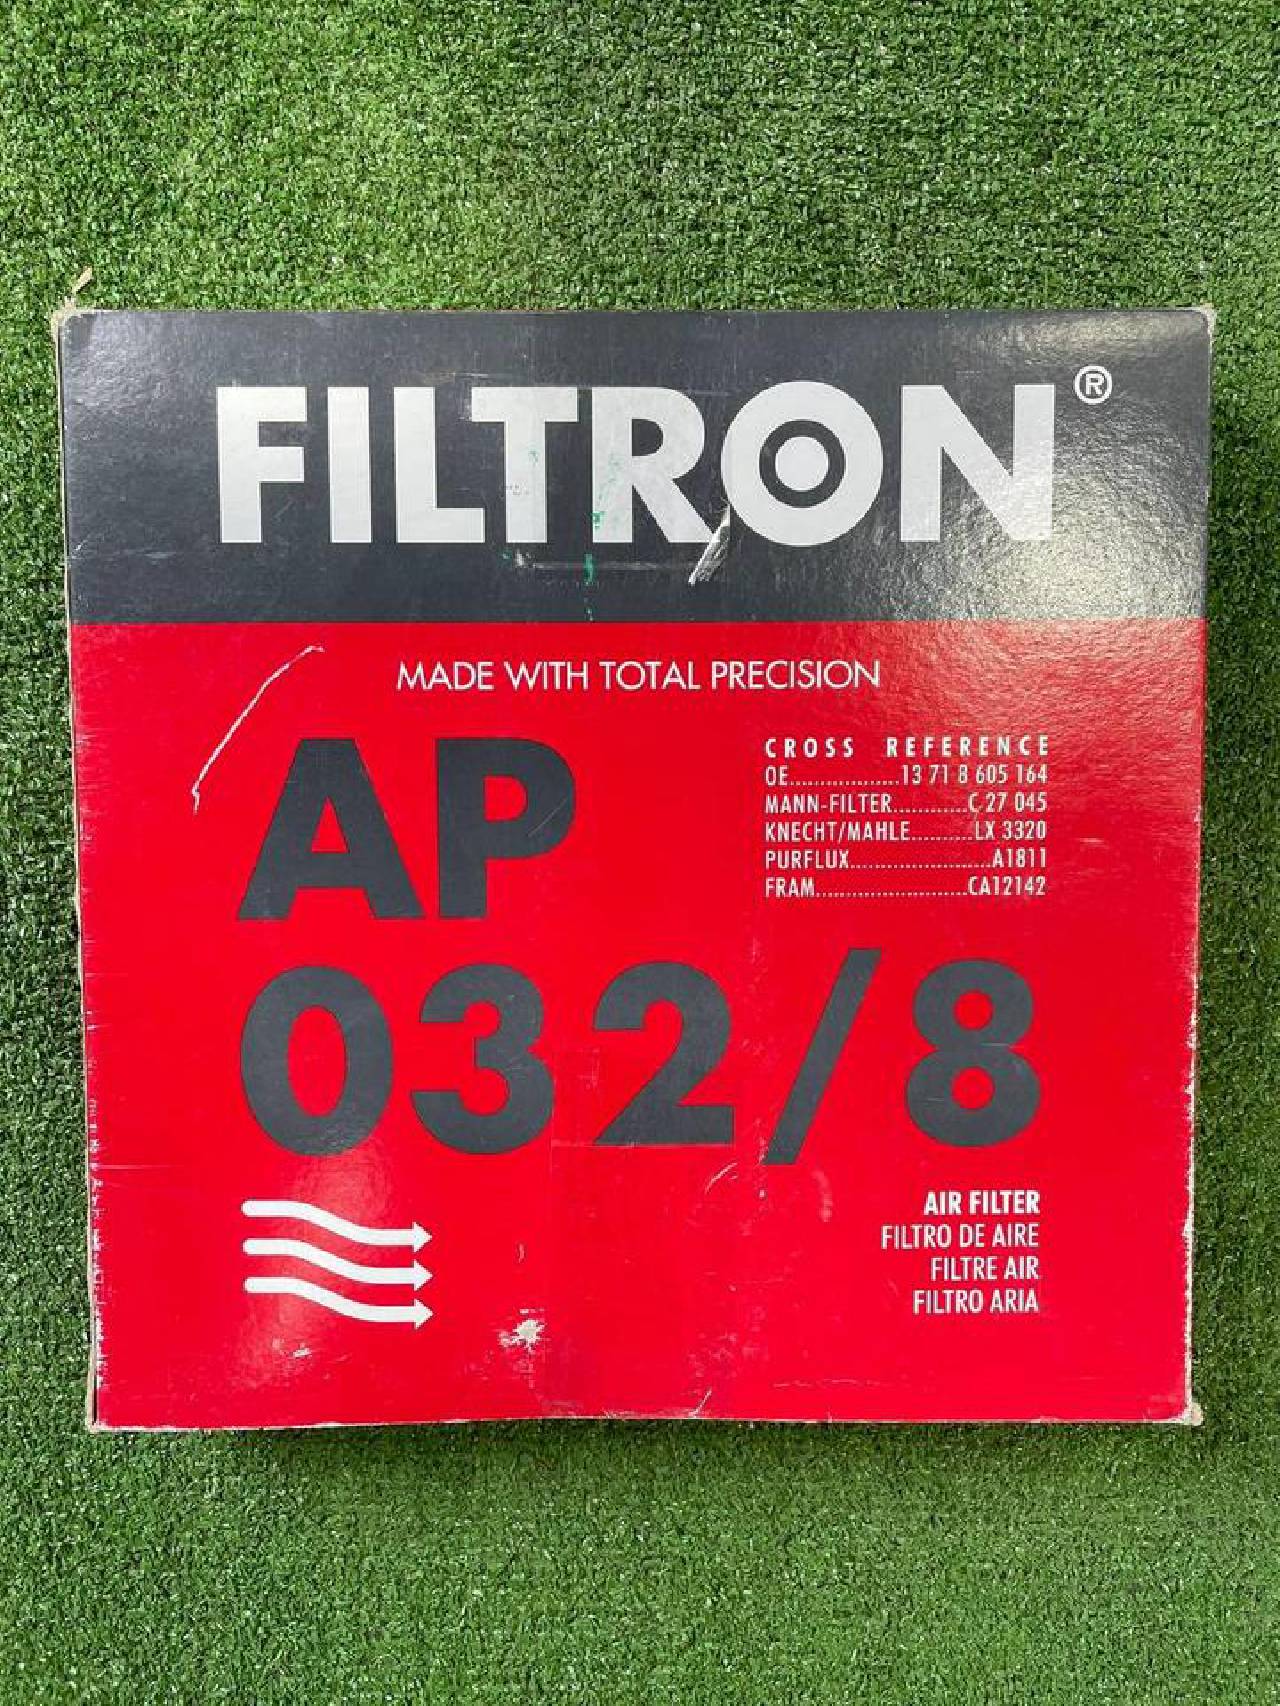 FILTRON®
MADE WITH TOTAL PRECISION
AP
032/8
CROSS REFERENCE
OE..................13 71 8 605 164
MANN-FILTER............C 27 045
KNECHT/MAHLE..........LX 3320
PURFLUX.......................A1811
FRAM.........................CA12142
AIR FILTER
FILTRO DE AIRE
FILTRE AIR
FILTRO ARIA